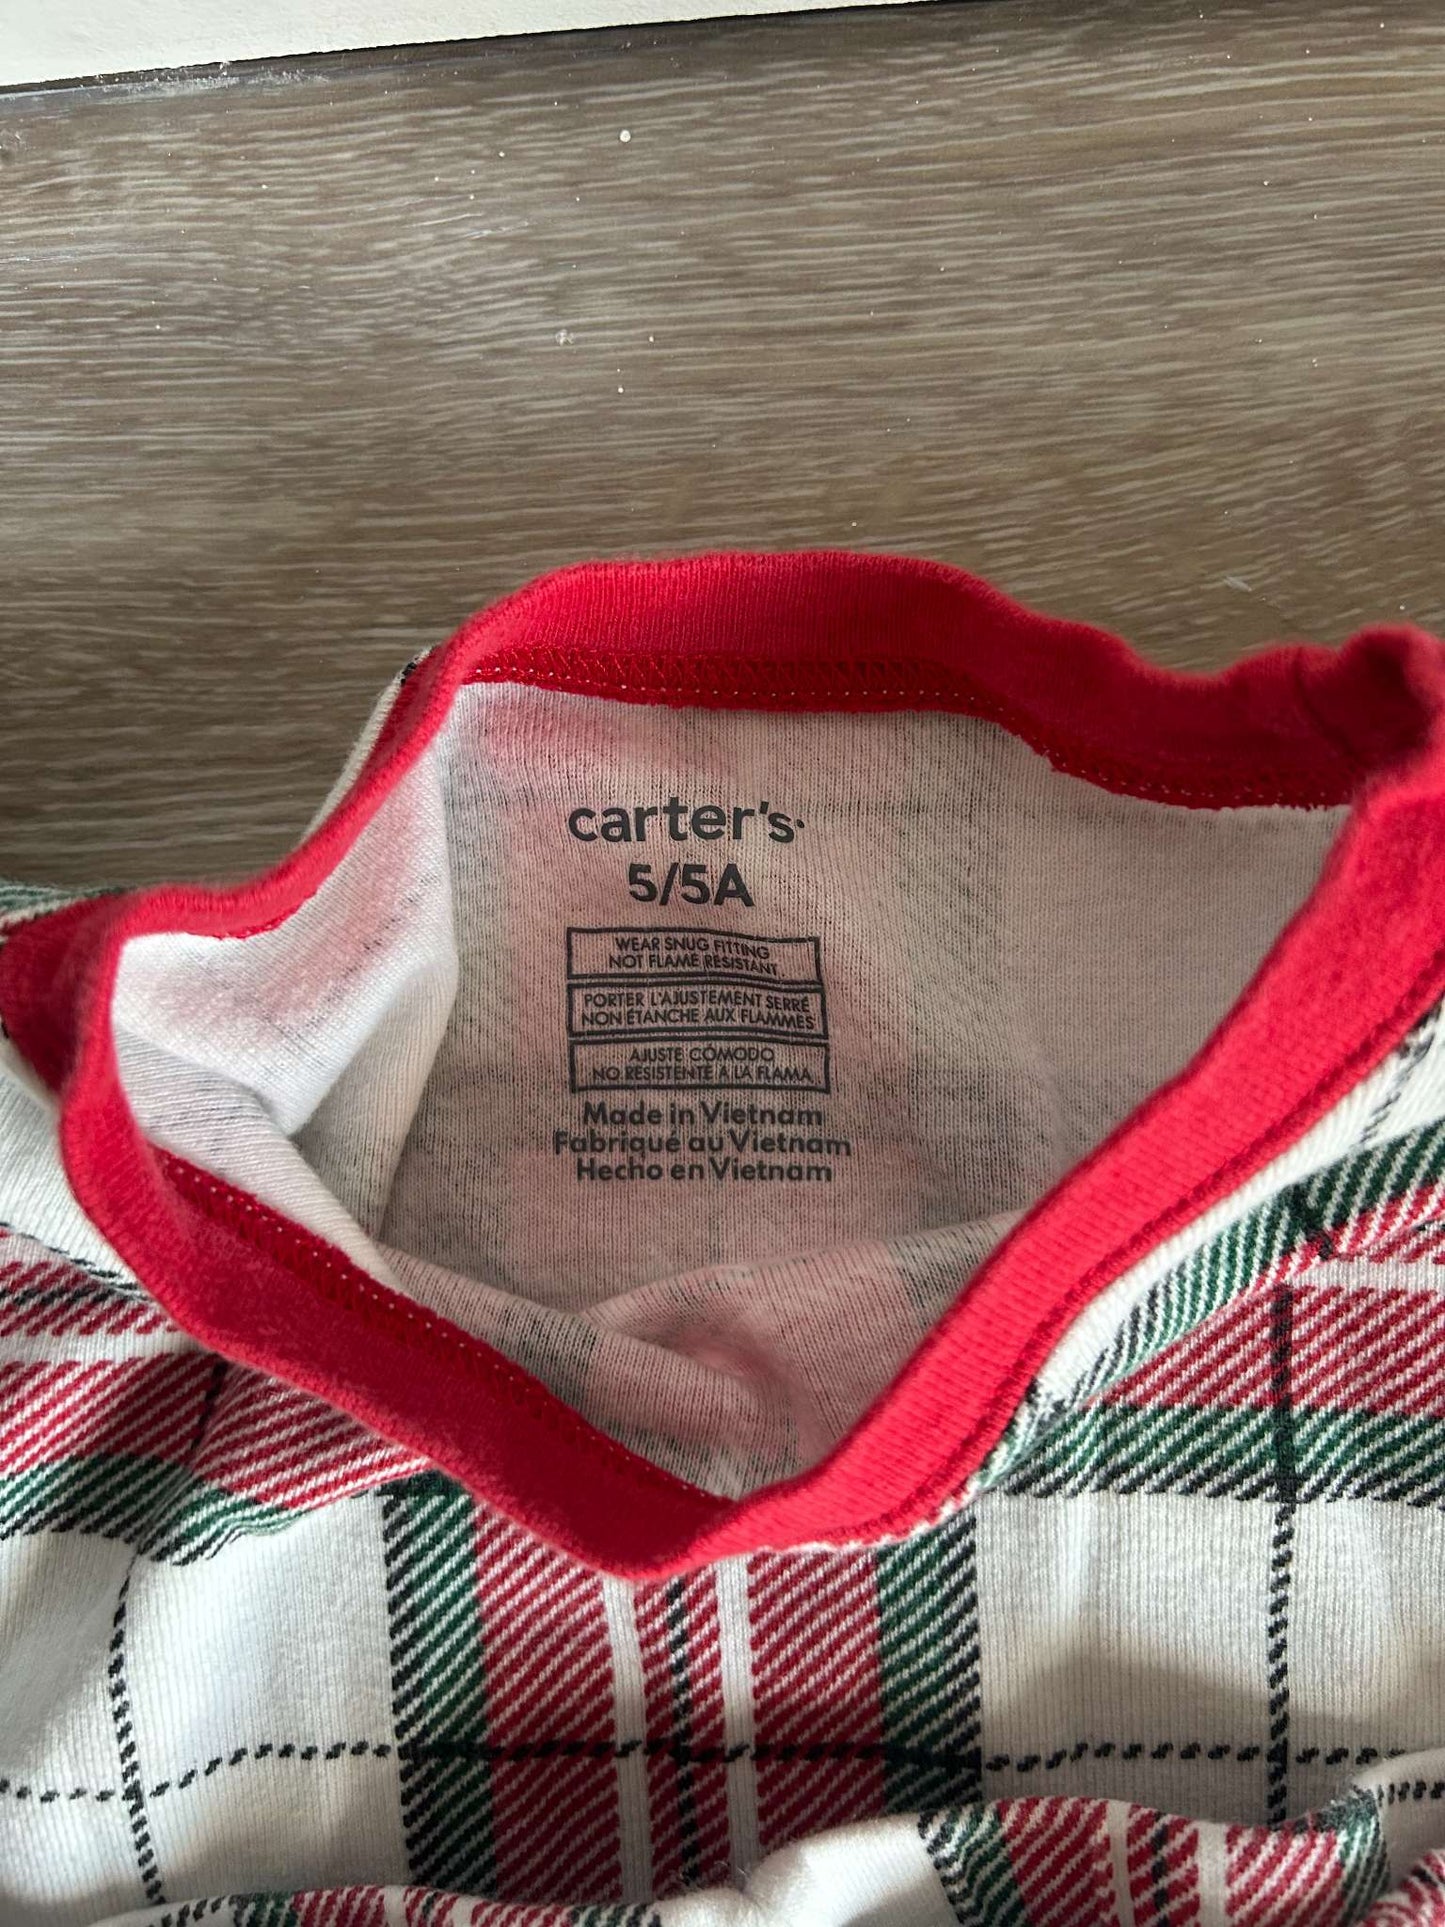 carter's
5/5A
WEAR SNUG FITTING
NOT FLAME RESISTANT
PORTER L'AJUSTEMENT SERRÉ
NON ÉTANCHE AUX FLAMMES
AJUSTE CÓMODO
NO RESISTENTE A LA FLAMA
Made in Vietnam
Fabriqué au Vietnam
Hecho en Vietnam